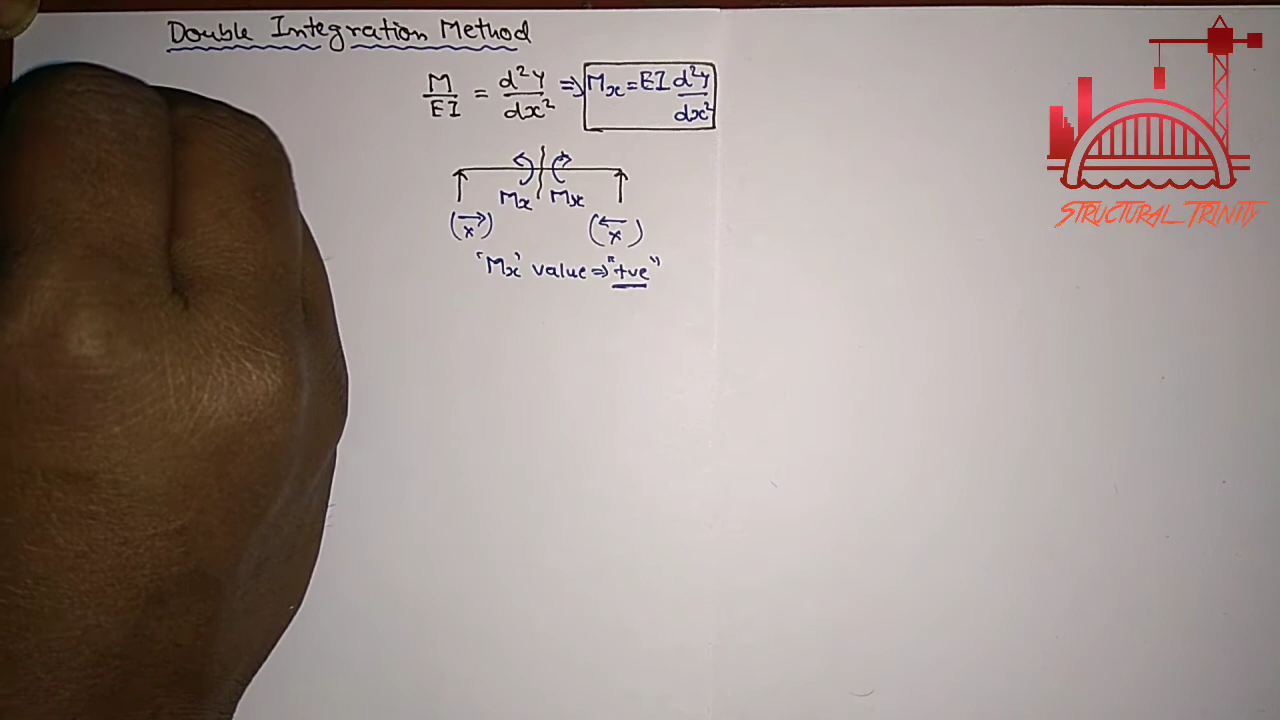 Double Integration Method
M/EI = d²y/dx² ⇒ Mx = EI d²y/dx²
Mx Mx
(x→) (←x)
'Mx' value ⇒ "+ve"
STRUCTURAL_TRINITY